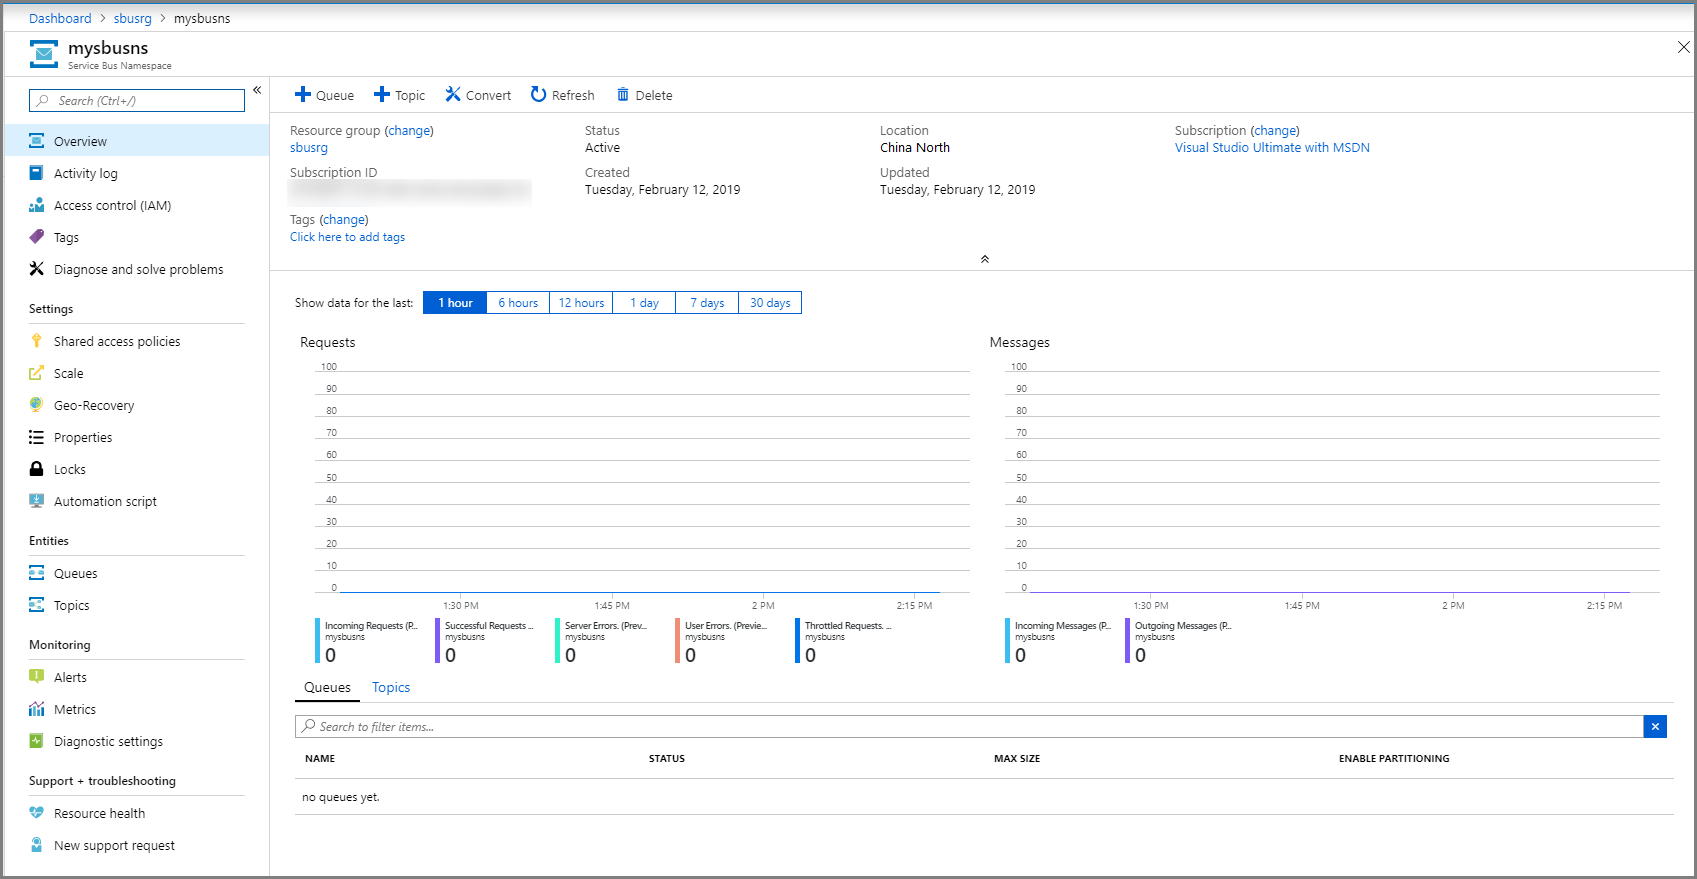 Dashboard > sbusrg > mysbusns
mysbusns
Service Bus Namespace
Search (Ctrl+/)
Overview
Activity log
Access control (IAM)
Tags
Diagnose and solve problems
Settings
Shared access policies
Scale
Geo-Recovery
Properties
Locks
Automation script
Entities
Queues
Topics
Monitoring
Alerts
Metrics
Diagnostic settings
Support + troubleshooting
Resource health
New support request
Queue Topic Convert Refresh Delete
Resource group (change)
sbusrg
Status
Active
Location
China North
Subscription (change)
Visual Studio Ultimate with MSDN
Subscription ID
Created
Tuesday, February 12, 2019
Updated
Tuesday, February 12, 2019
Tags (change)
Click here to add tags
Show data for the last: 1 hour 6 hours 12 hours 1 day 7 days 30 days
Requests
100
90
80
70
60
50
40
30
20
10
0
1:30 PM 1:45 PM 2 PM 2:15 PM
Incoming Requests (P...
mysbusns
0
Successful Requests ...
mysbusns
0
Server Errors. (Prev...
mysbusns
0
User Errors. (Previe...
mysbusns
0
Throttled Requests. ...
mysbusns
0
Messages
100
90
80
70
60
50
40
30
20
10
0
1:30 PM 1:45 PM 2 PM 2:15 PM
Incoming Messages (P...
mysbusns
0
Outgoing Messages (P...
mysbusns
0
Queues Topics
Search to filter items...
NAME STATUS MAX SIZE ENABLE PARTITIONING
no queues yet.